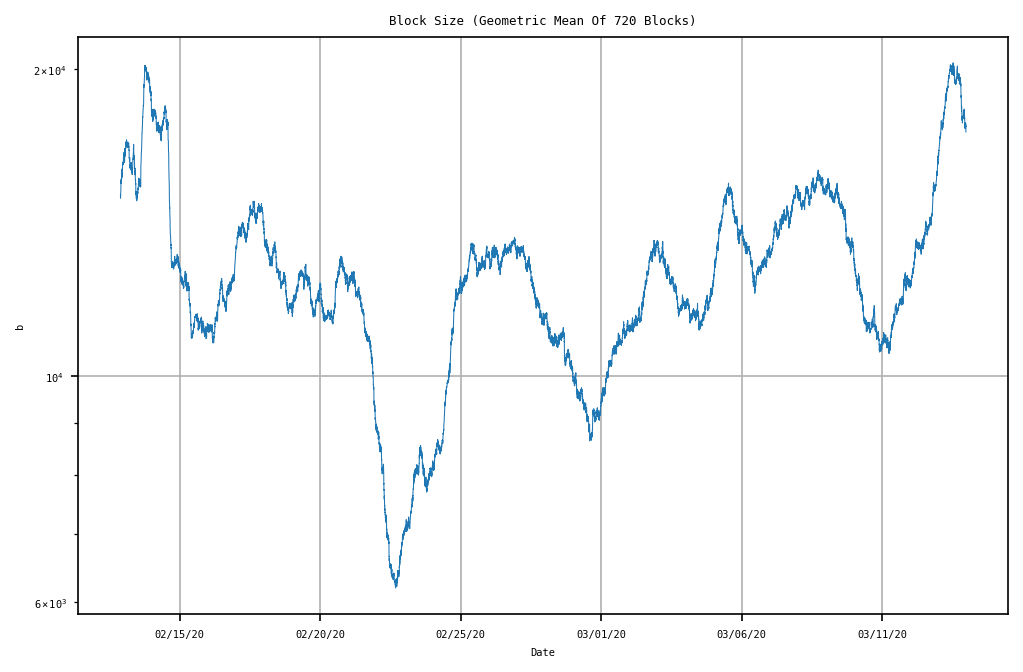 Block Size (Geometric Mean Of 720 Blocks)
2×10⁴
b
10⁴
6×10³
02/15/20 02/20/20 02/25/20 03/01/20 03/06/20 03/11/20
Date